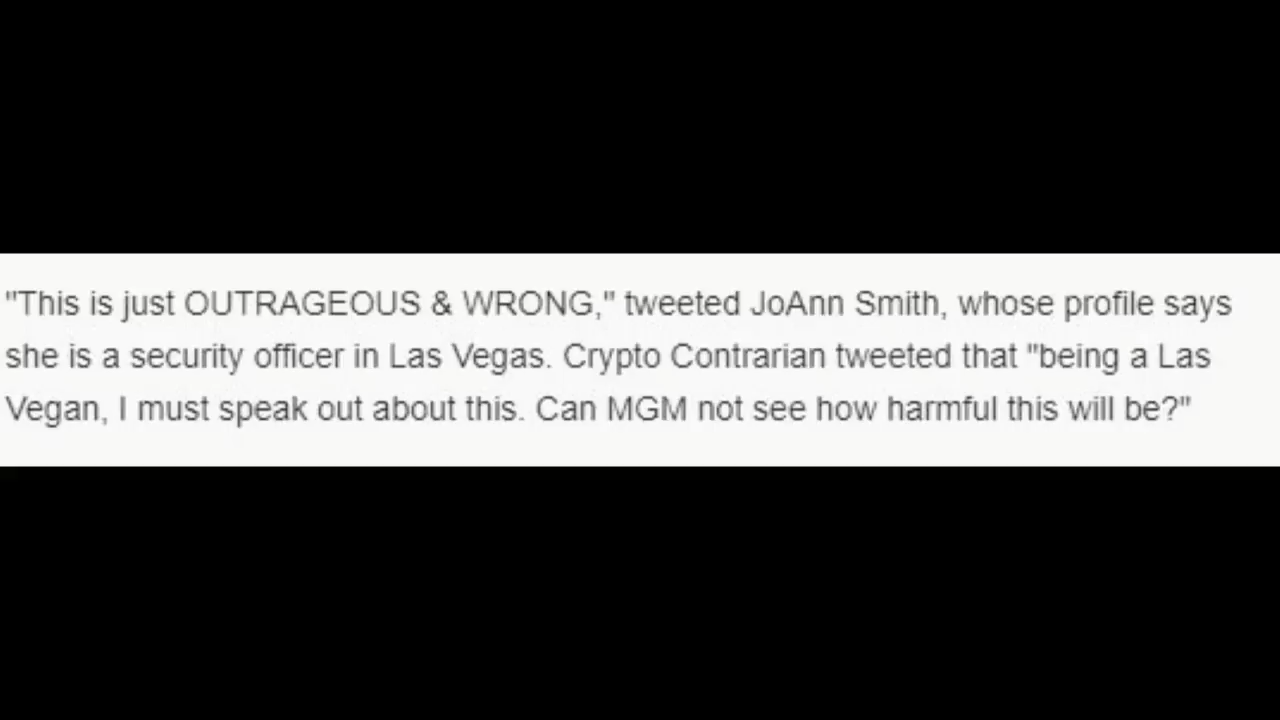 "This is just OUTRAGEOUS & WRONG," tweeted JoAnn Smith, whose profile says
she is a security officer in Las Vegas. Crypto Contrarian tweeted that "being a Las
Vegan, I must speak out about this. Can MGM not see how harmful this will be?"